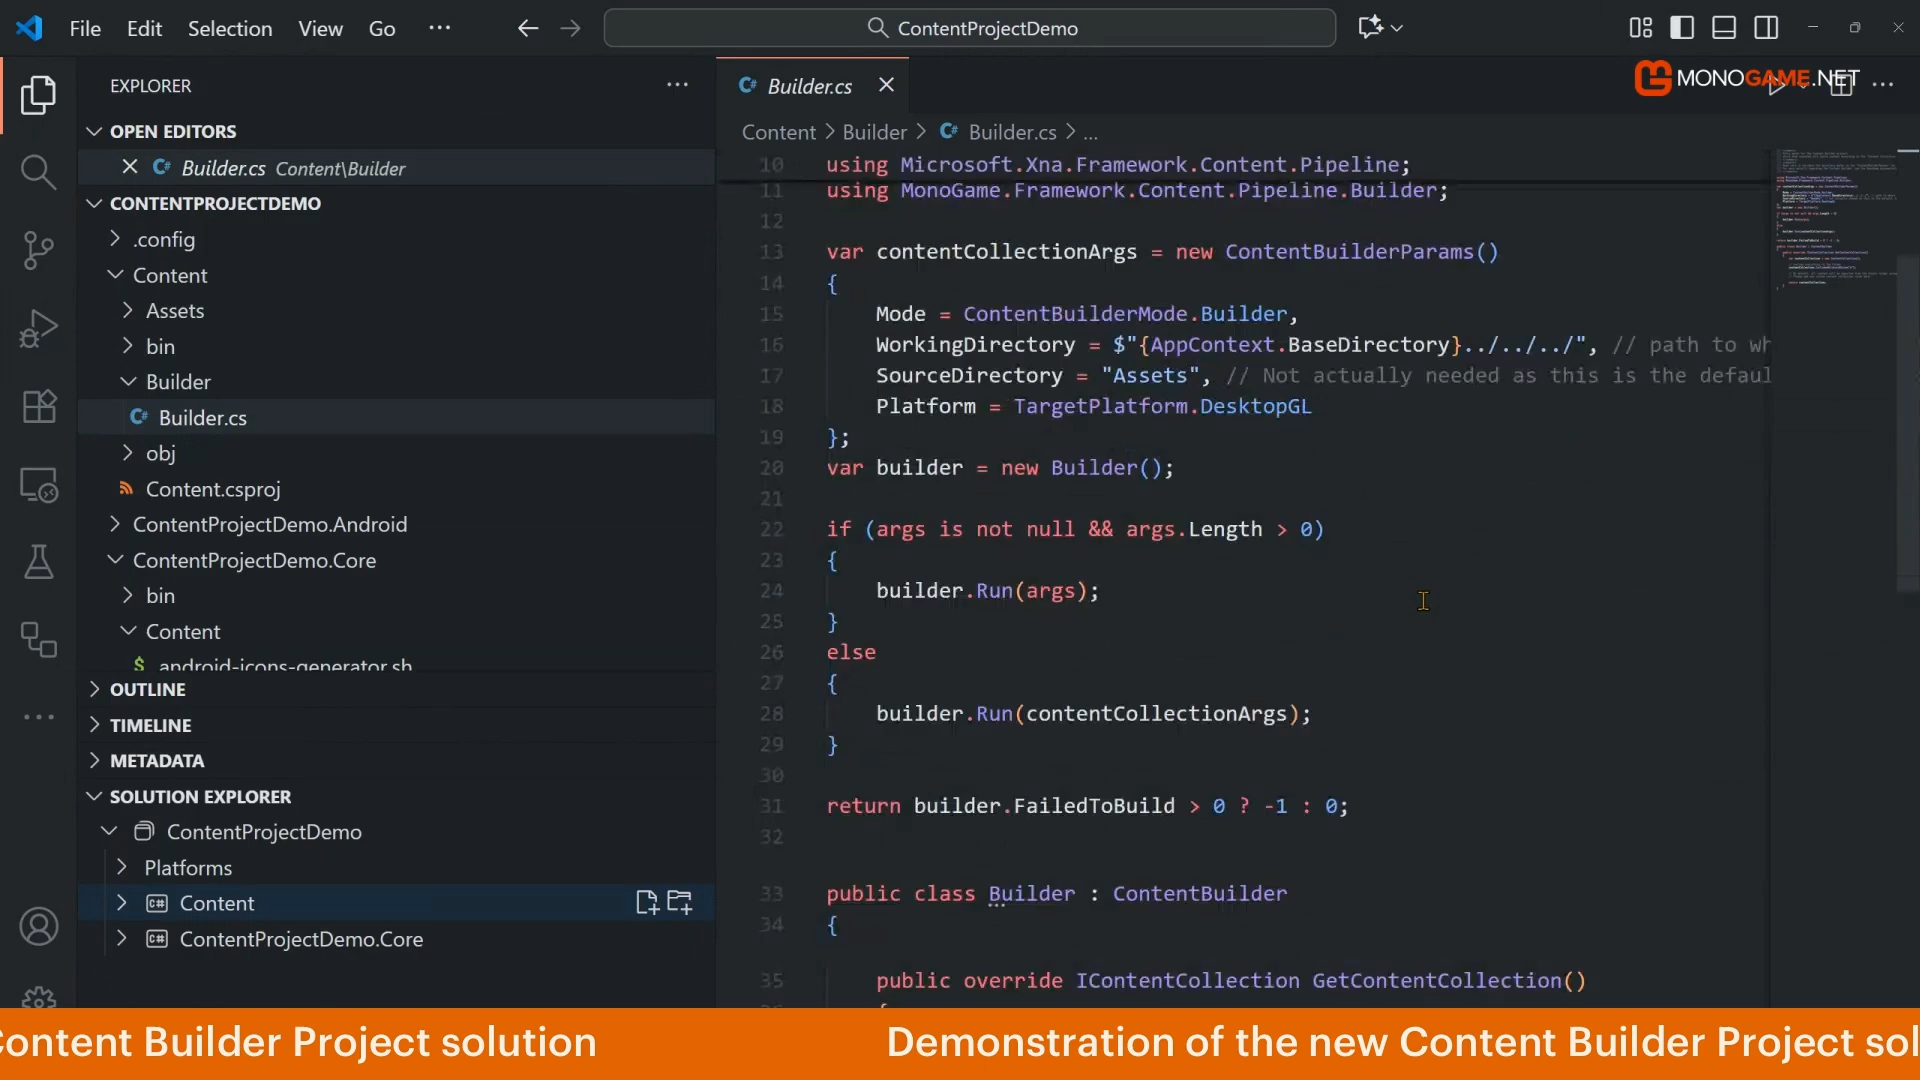 File Edit Selection View Go ···
ContentProjectDemo
MONOGAME.NET
EXPLORER
OPEN EDITORS
Builder.cs Content\Builder
CONTENTPROJECTDEMO
.config
Content
Assets
bin
Builder
Builder.cs
obj
Content.csproj
ContentProjectDemo.Android
ContentProjectDemo.Core
bin
Content
android-icons-generator.sh
OUTLINE
TIMELINE
METADATA
SOLUTION EXPLORER
ContentProjectDemo
Platforms
Content
ContentProjectDemo.Core
Builder.cs
Content > Builder > Builder.cs > ...
10 using Microsoft.Xna.Framework.Content.Pipeline;
11 using MonoGame.Framework.Content.Pipeline.Builder;
12
13 var contentCollectionArgs = new ContentBuilderParams()
14 {
15 Mode = ContentBuilderMode.Builder,
16 WorkingDirectory = $"{AppContext.BaseDirectory}../../../", // path to wh
17 SourceDirectory = "Assets", // Not actually needed as this is the defaul
18 Platform = TargetPlatform.DesktopGL
19 };
20 var builder = new Builder();
21
22 if (args is not null && args.Length > 0)
23 {
24 builder.Run(args);
25 }
26 else
27 {
28 builder.Run(contentCollectionArgs);
29 }
30
31 return builder.FailedToBuild > 0 ? -1 : 0;
32
33 public class Builder : ContentBuilder
34 {
35 public override IContentCollection GetContentCollection()
Content Builder Project solution
Demonstration of the new Content Builder Project sol